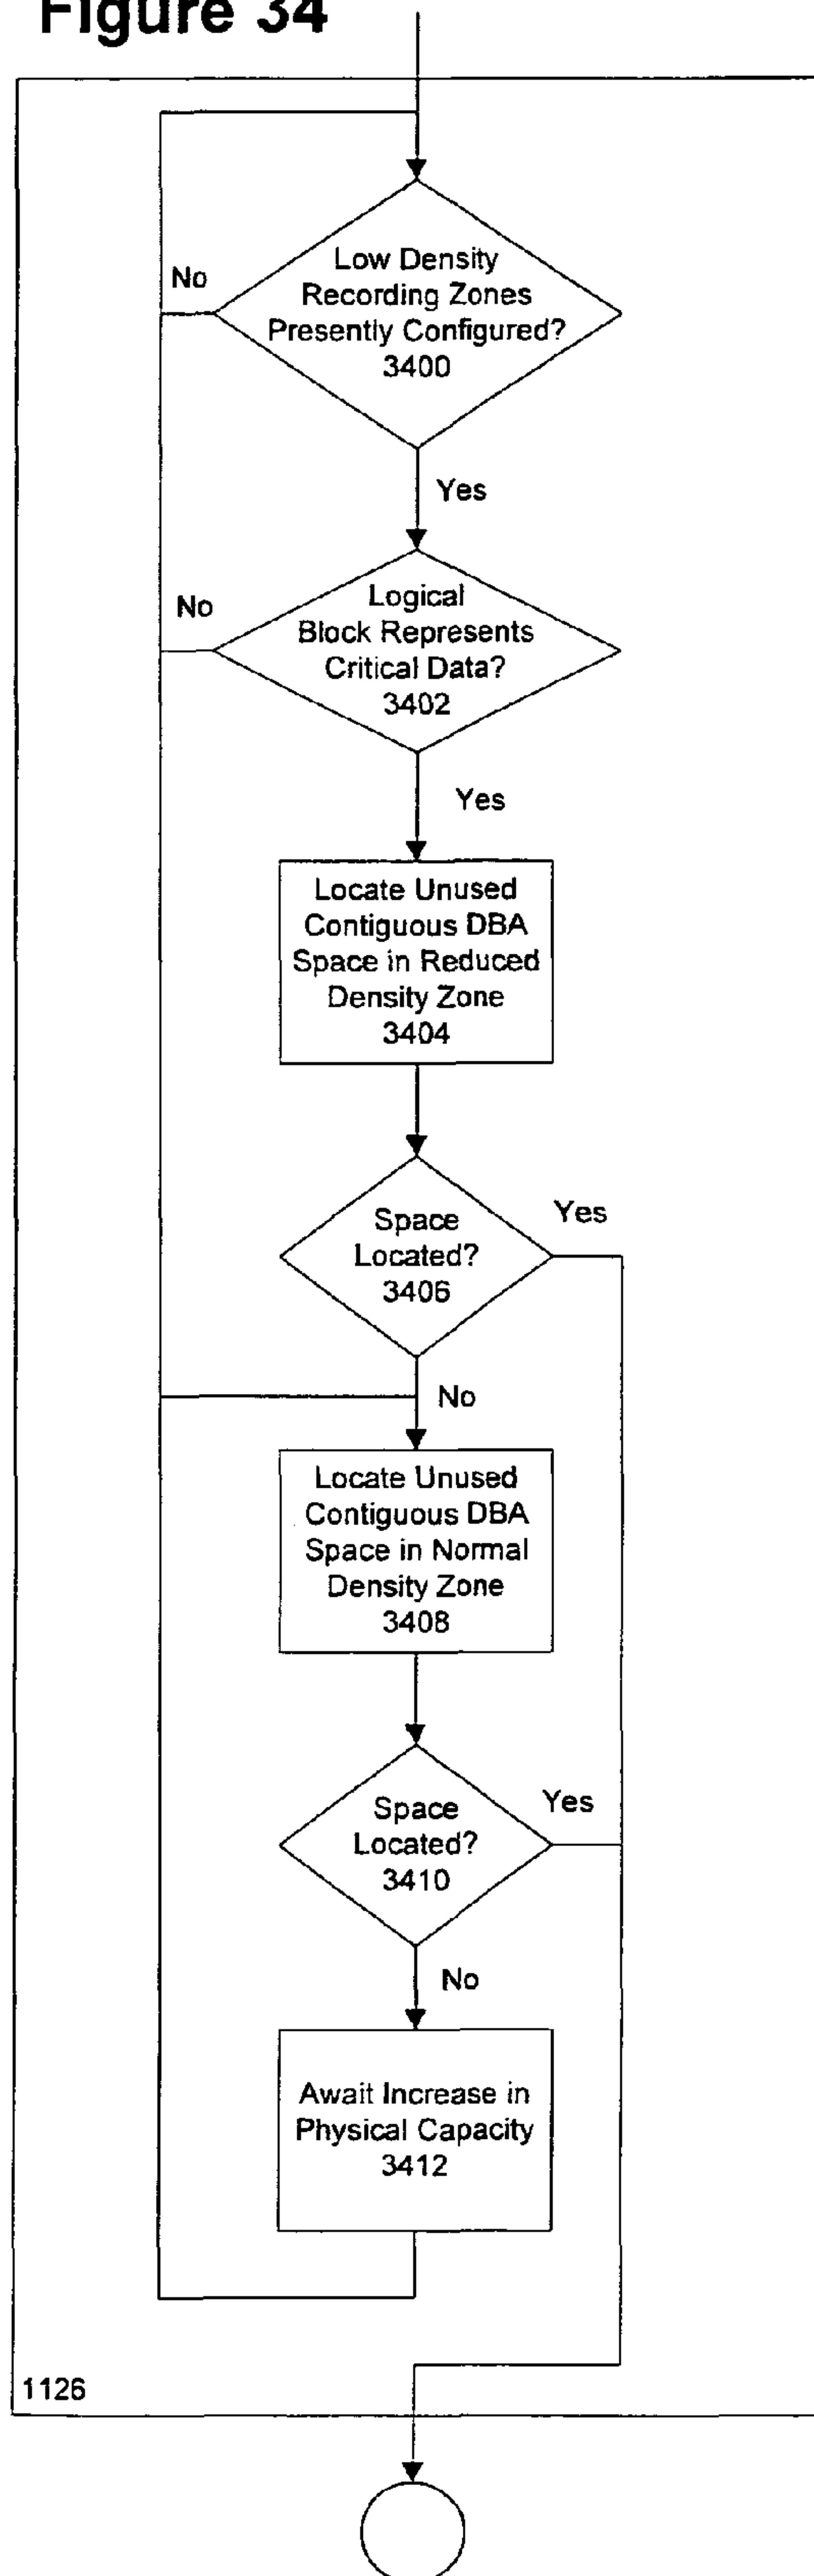 Figure 34
Low Density
Recording Zones
Presently Configured?
3400
No
Yes
Logical
Block Represents
Critical Data?
3402
No
Yes
Locate Unused
Contiguous DBA
Space in Reduced
Density Zone
3404
Space
Located?
3406
Yes
No
Locate Unused
Contiguous DBA
Space in Normal
Density Zone
3408
Space
Located?
3410
Yes
No
Await Increase in
Physical Capacity
3412
1126